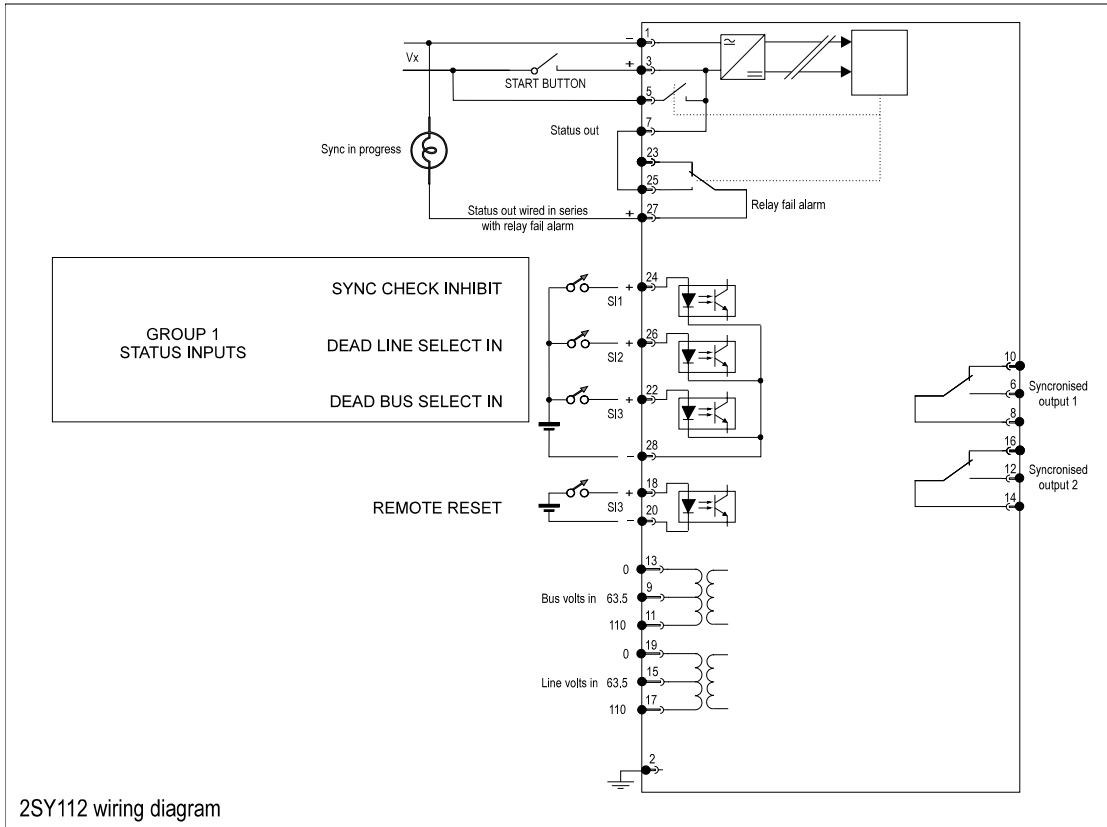 1
−
Vx
+ 3
START BUTTON
5
Status out 7
Sync in progress
23
25
Relay fail alarm
Status out wired in series
with relay fail alarm
+ 27
GROUP 1
STATUS INPUTS
SYNC CHECK INHIBIT
SI1 + 24
DEAD LINE SELECT IN
SI2 + 26
DEAD BUS SELECT IN
SI3 + 22
− 28
REMOTE RESET
SI3 + 18
− 20
0 13
Bus volts in 63.5 9
110 11
0 19
Line volts in 63.5 15
110 17
2
10
6
8
Syncronised
output 1
16
12
14
Syncronised
output 2
2SY112 wiring diagram